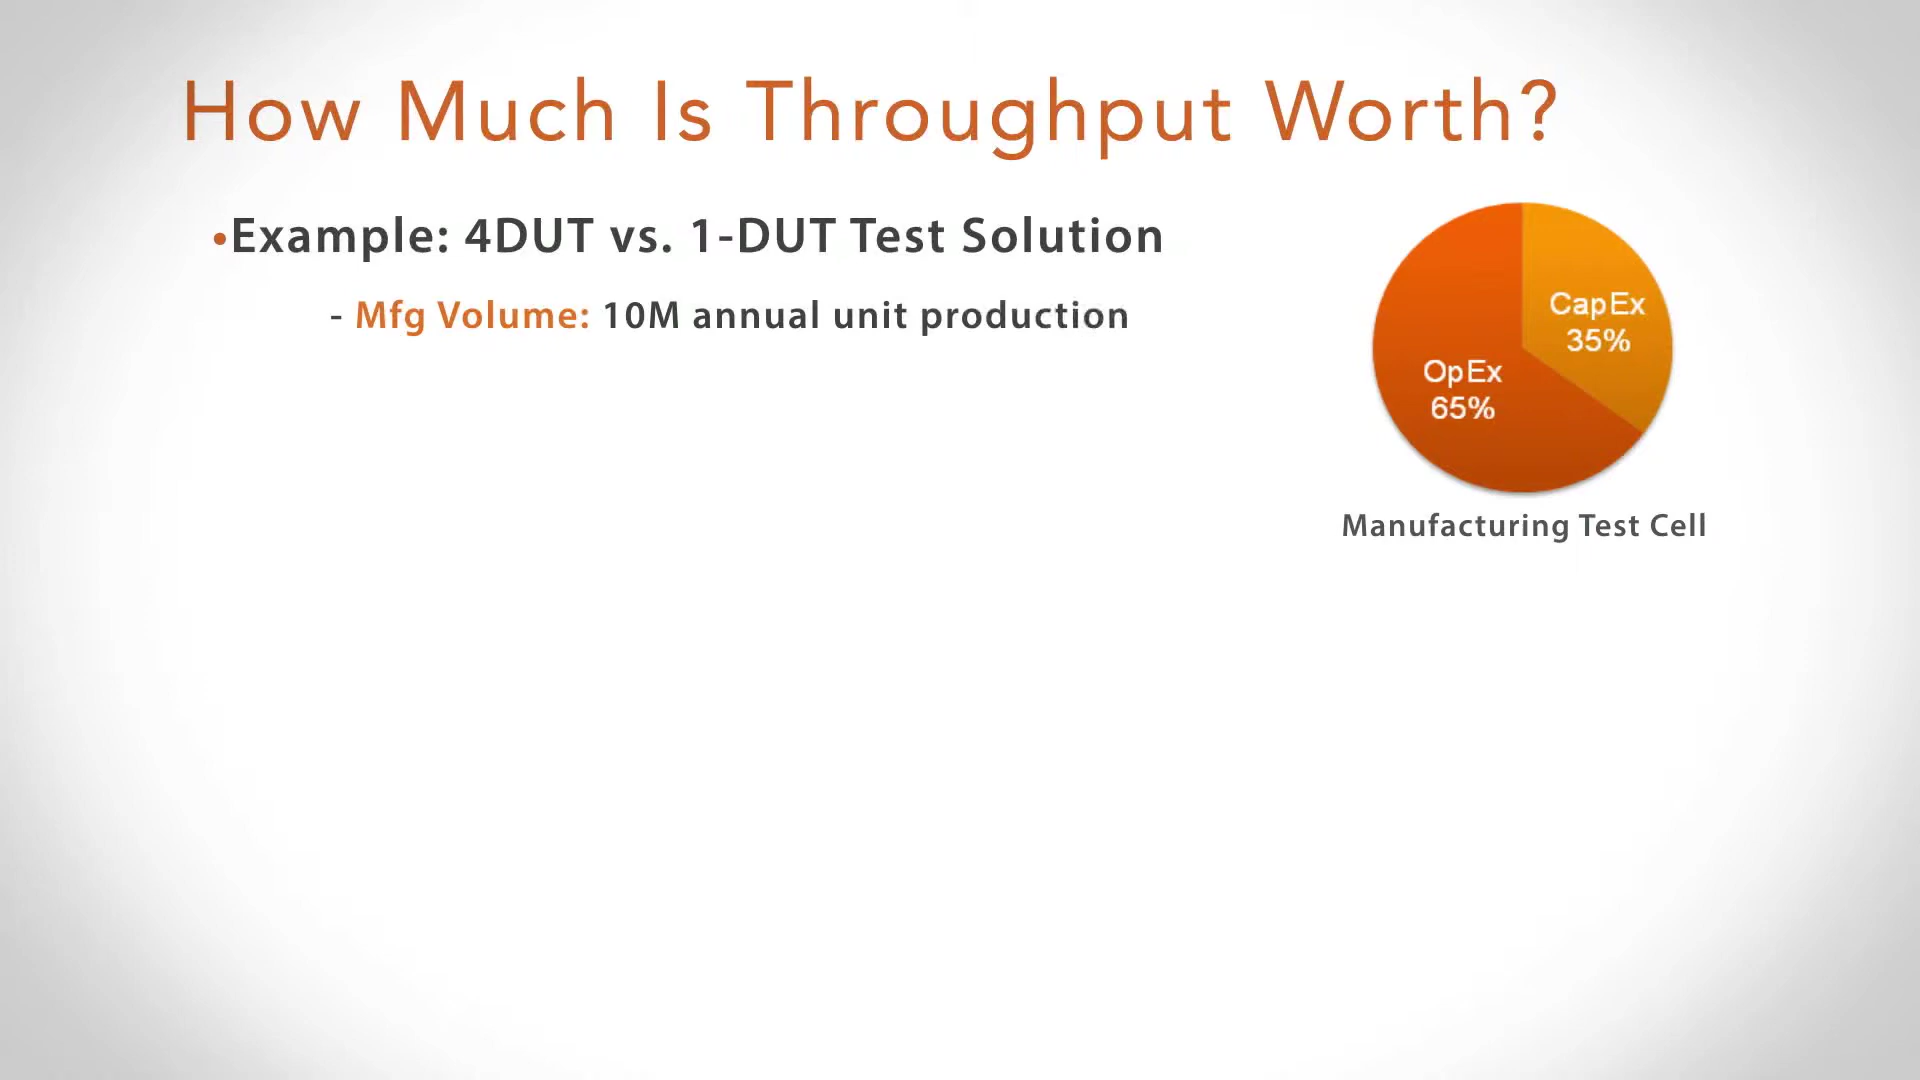 How Much Is Throughput Worth?
•Example: 4DUT vs. 1-DUT Test Solution
- Mfg Volume: 10M annual unit production
CapEx
35%
OpEx
65%
Manufacturing Test Cell